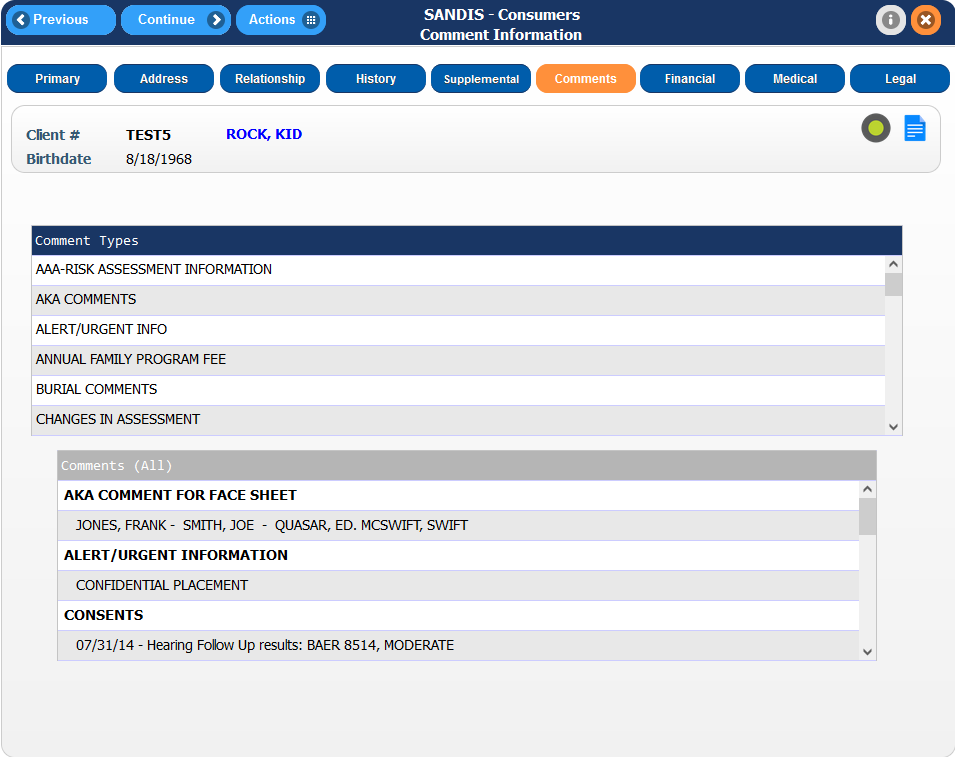 Previous Continue Actions SANDIS - Consumers
Comment Information
Primary Address Relationship History Supplemental Comments Financial Medical Legal
Client # TEST5 ROCK, KID
Birthdate 8/18/1968
Comment Types
AAA-RISK ASSESSMENT INFORMATION
AKA COMMENTS
ALERT/URGENT INFO
ANNUAL FAMILY PROGRAM FEE
BURIAL COMMENTS
CHANGES IN ASSESSMENT
Comments (All)
AKA COMMENT FOR FACE SHEET
JONES, FRANK - SMITH, JOE - QUASAR, ED. MCSWIFT, SWIFT
ALERT/URGENT INFORMATION
CONFIDENTIAL PLACEMENT
CONSENTS
07/31/14 - Hearing Follow Up results: BAER 8514, MODERATE